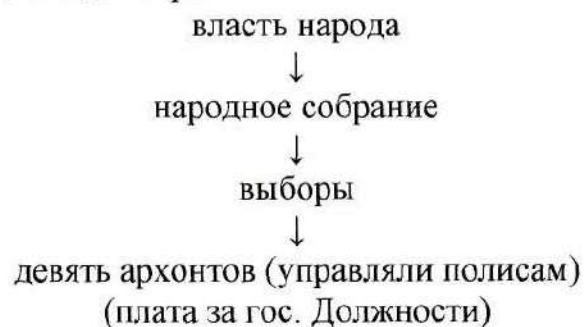 власть народа
↓
народное собрание
↓
выборы
↓
девять архонтов (управляли полисам)
(плата за гос. Должности)